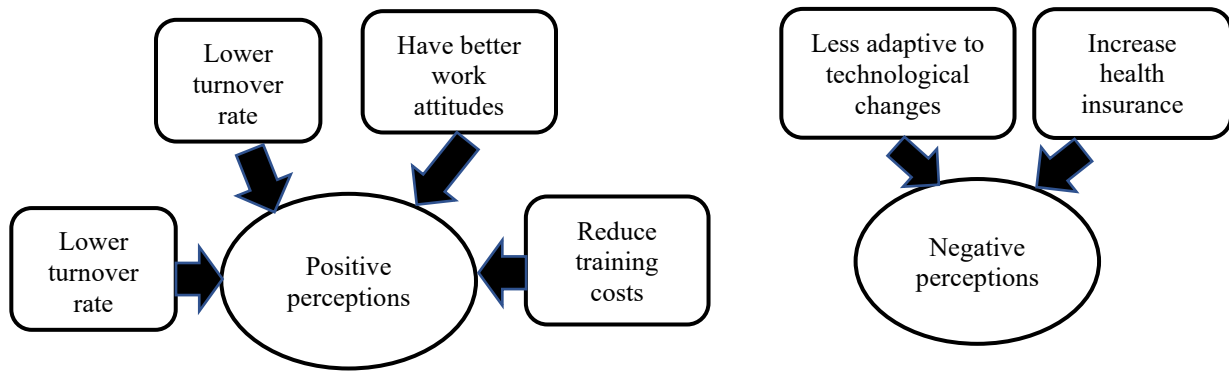 Lower
turnover
rate
Have better
work
attitudes
Lower
turnover
rate
Positive
perceptions
Reduce
training
costs
Less adaptive to
technological
changes
Increase
health
insurance
Negative
perceptions